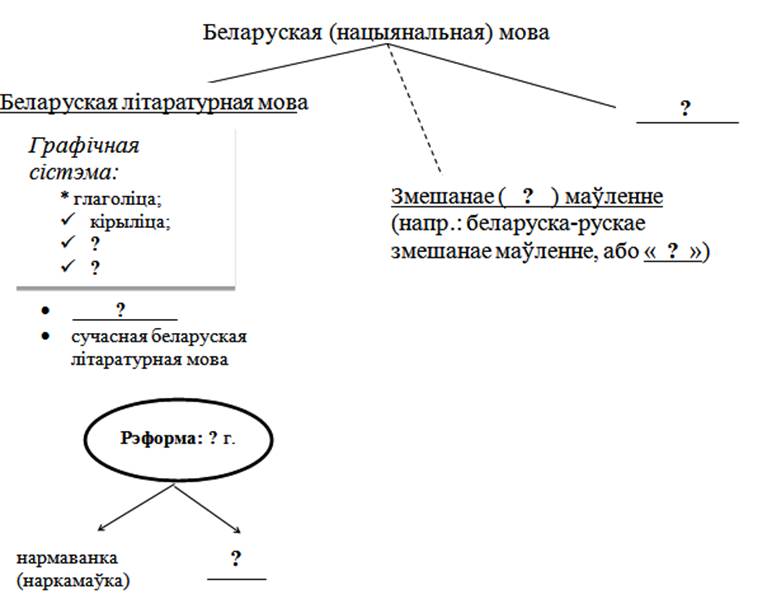 Беларуская (нацыянальная) мова
Беларуская літаратурная мова
?
Графічная
сістэма:
* глаголіца;
✓ кірыліца;
✓ ?
✓ ?
Змешанае ( ? ) маўленне
(напр.: беларуска-рускае
змешанае маўленне, або « ? »)
• ?
• сучасная беларуская
літаратурная мова
Рэформа: ? г.
нармаванка
(наркамаўка)
?